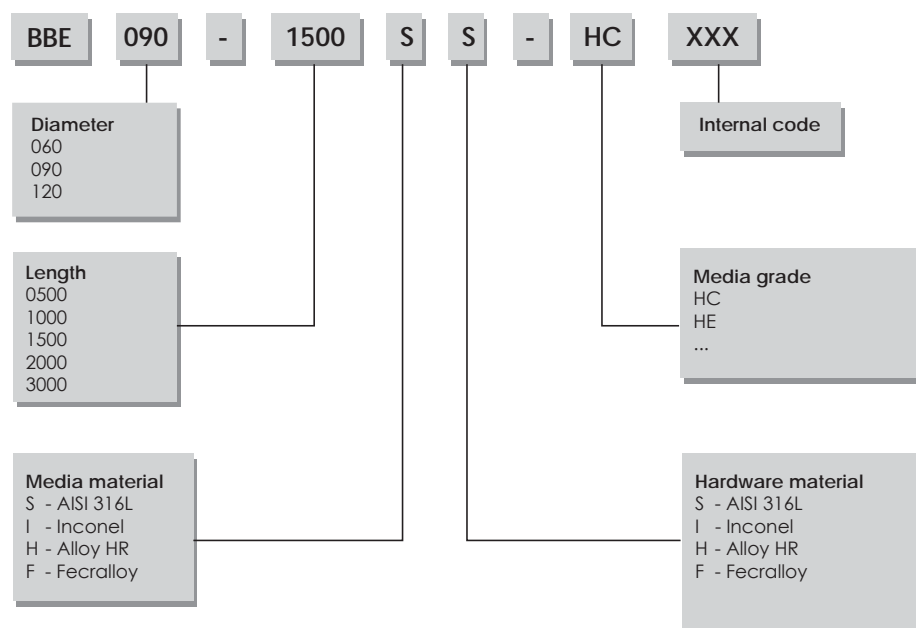 BBE 090 - 1500 S S - HC XXX
Diameter
060
090
120
Internal code
Length
0500
1000
1500
2000
3000
Media grade
HC
HE
...
Media material
S - AISI 316L
I - Inconel
H - Alloy HR
F - Fecralloy
Hardware material
S - AISI 316L
I - Inconel
H - Alloy HR
F - Fecralloy